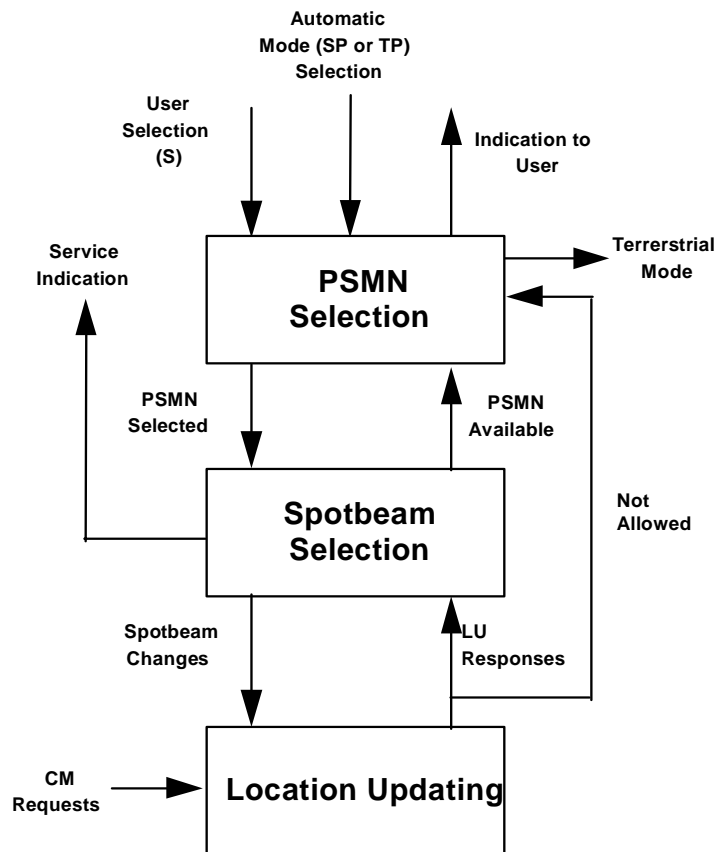 Automatic
Mode (SP or TP)
Selection
User
Selection
(S)
Indication to
User
Service
Indication
PSMN
Selection
Terrerstrial
Mode
PSMN
Selected
PSMN
Available
Spotbeam
Selection
Not
Allowed
Spotbeam
Changes
LU
Responses
CM
Requests
Location Updating